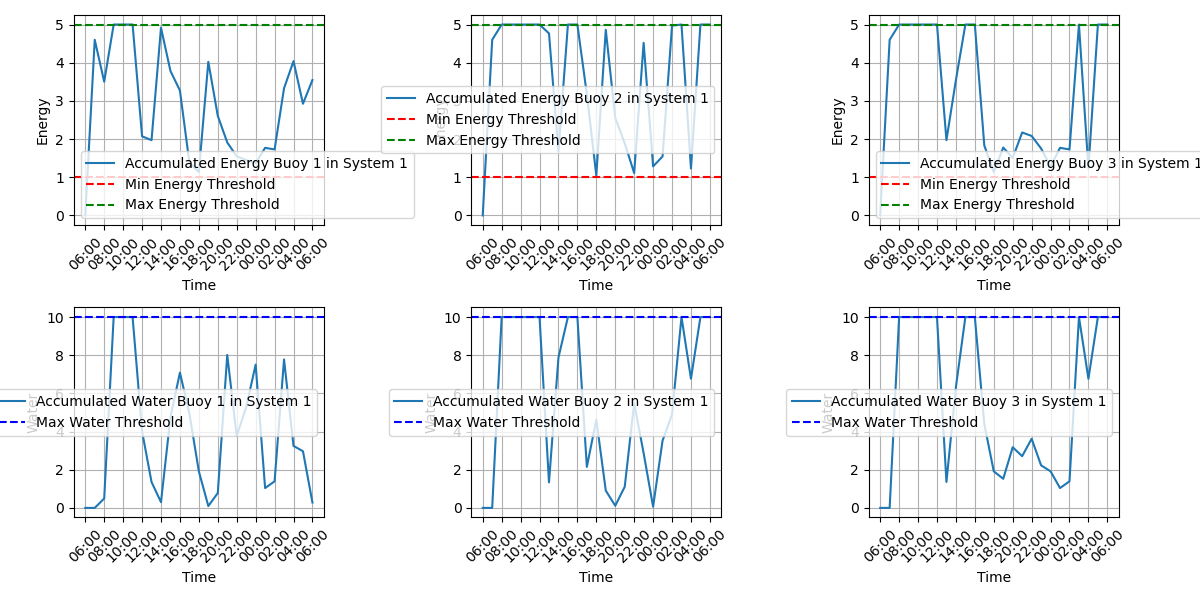 5
4
3
2
1
0
Energy
Accumulated Energy Buoy 1 in System 1
Min Energy Threshold
Max Energy Threshold
06:00 08:00 10:00 12:00 14:00 16:00 18:00 20:00 22:00 00:00 02:00 04:00 06:00
Time
5
4
3
2
1
0
Energy
Accumulated Energy Buoy 2 in System 1
Min Energy Threshold
Max Energy Threshold
06:00 08:00 10:00 12:00 14:00 16:00 18:00 20:00 22:00 00:00 02:00 04:00 06:00
Time
5
4
3
2
1
0
Energy
Accumulated Energy Buoy 3 in System 1
Min Energy Threshold
Max Energy Threshold
06:00 08:00 10:00 12:00 14:00 16:00 18:00 20:00 22:00 00:00 02:00 04:00 06:00
Time
10
8
6
4
2
0
Water
Accumulated Water Buoy 1 in System 1
Max Water Threshold
06:00 08:00 10:00 12:00 14:00 16:00 18:00 20:00 22:00 00:00 02:00 04:00 06:00
Time
10
8
6
4
2
0
Water
Accumulated Water Buoy 2 in System 1
Max Water Threshold
06:00 08:00 10:00 12:00 14:00 16:00 18:00 20:00 22:00 00:00 02:00 04:00 06:00
Time
10
8
6
4
2
0
Water
Accumulated Water Buoy 3 in System 1
Max Water Threshold
06:00 08:00 10:00 12:00 14:00 16:00 18:00 20:00 22:00 00:00 02:00 04:00 06:00
Time